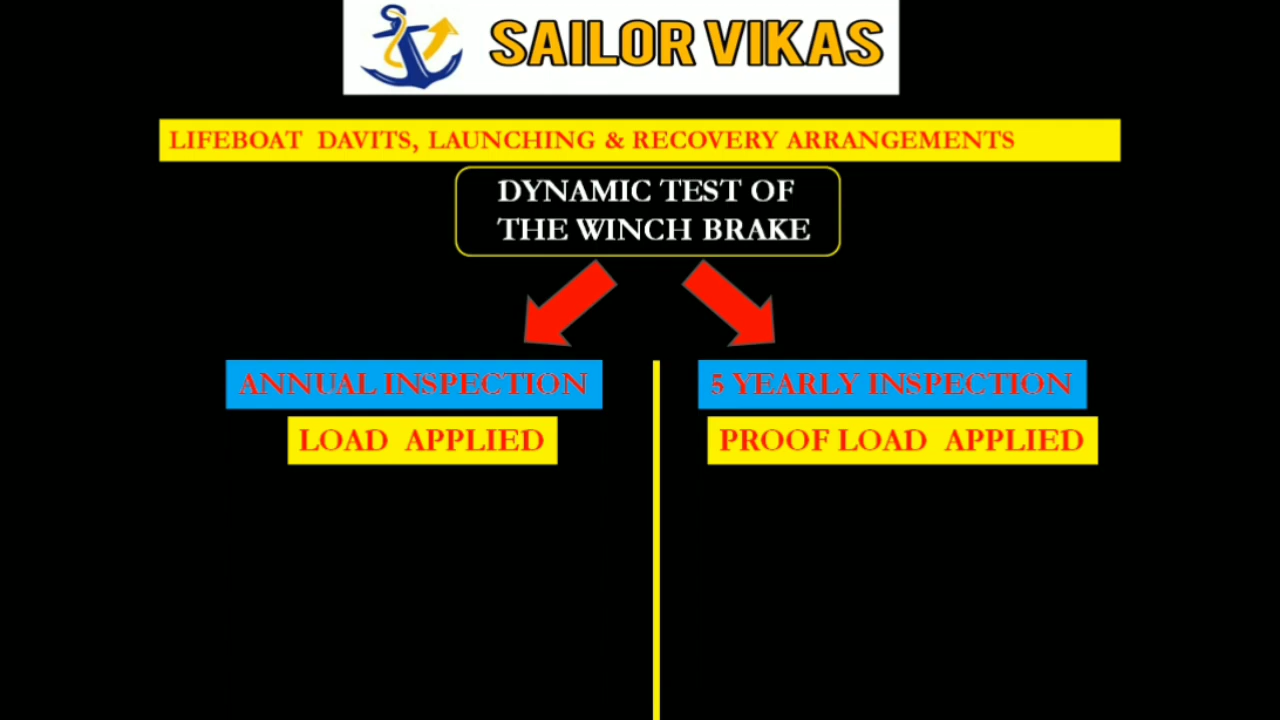 SAILOR VIKAS
LIFEBOAT DAVITS, LAUNCHING & RECOVERY ARRANGEMENTS
DYNAMIC TEST OF
THE WINCH BRAKE
ANNUAL INSPECTION
LOAD APPLIED
5 YEARLY INSPECTION
PROOF LOAD APPLIED